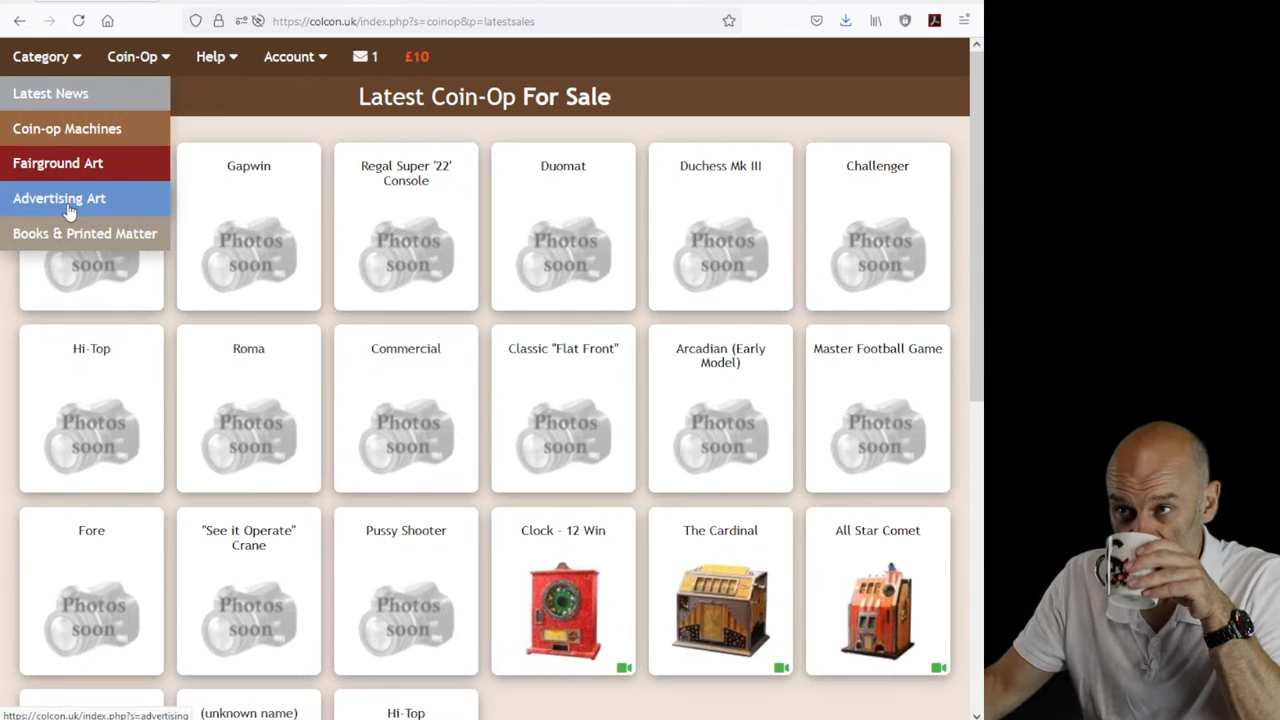 https://colcon.uk/index.php?s=coinop&p=latestsales
Category Coin-Op Help Account 1 £10
Latest News
Coin-op Machines
Fairground Art
Advertising Art
Books & Printed Matter
Latest Coin-Op For Sale
Gapwin
Regal Super '22'
Console
Duomat
Duchess Mk III
Challenger
Photos
soon
Photos
soon
Photos
soon
Photos
soon
Photos
soon
Photos
soon
Hi-Top
Roma
Commercial
Classic "Flat Front"
Arcadian (Early
Model)
Master Football Game
Photos
soon
Photos
soon
Photos
soon
Photos
soon
Photos
soon
Photos
soon
Fore
"See it Operate"
Crane
Pussy Shooter
Clock - 12 Win
The Cardinal
All Star Comet
Photos
soon
Photos
soon
Photos
soon
(unknown name)
Hi-Top
https://colcon.uk/index.php?s=advertising